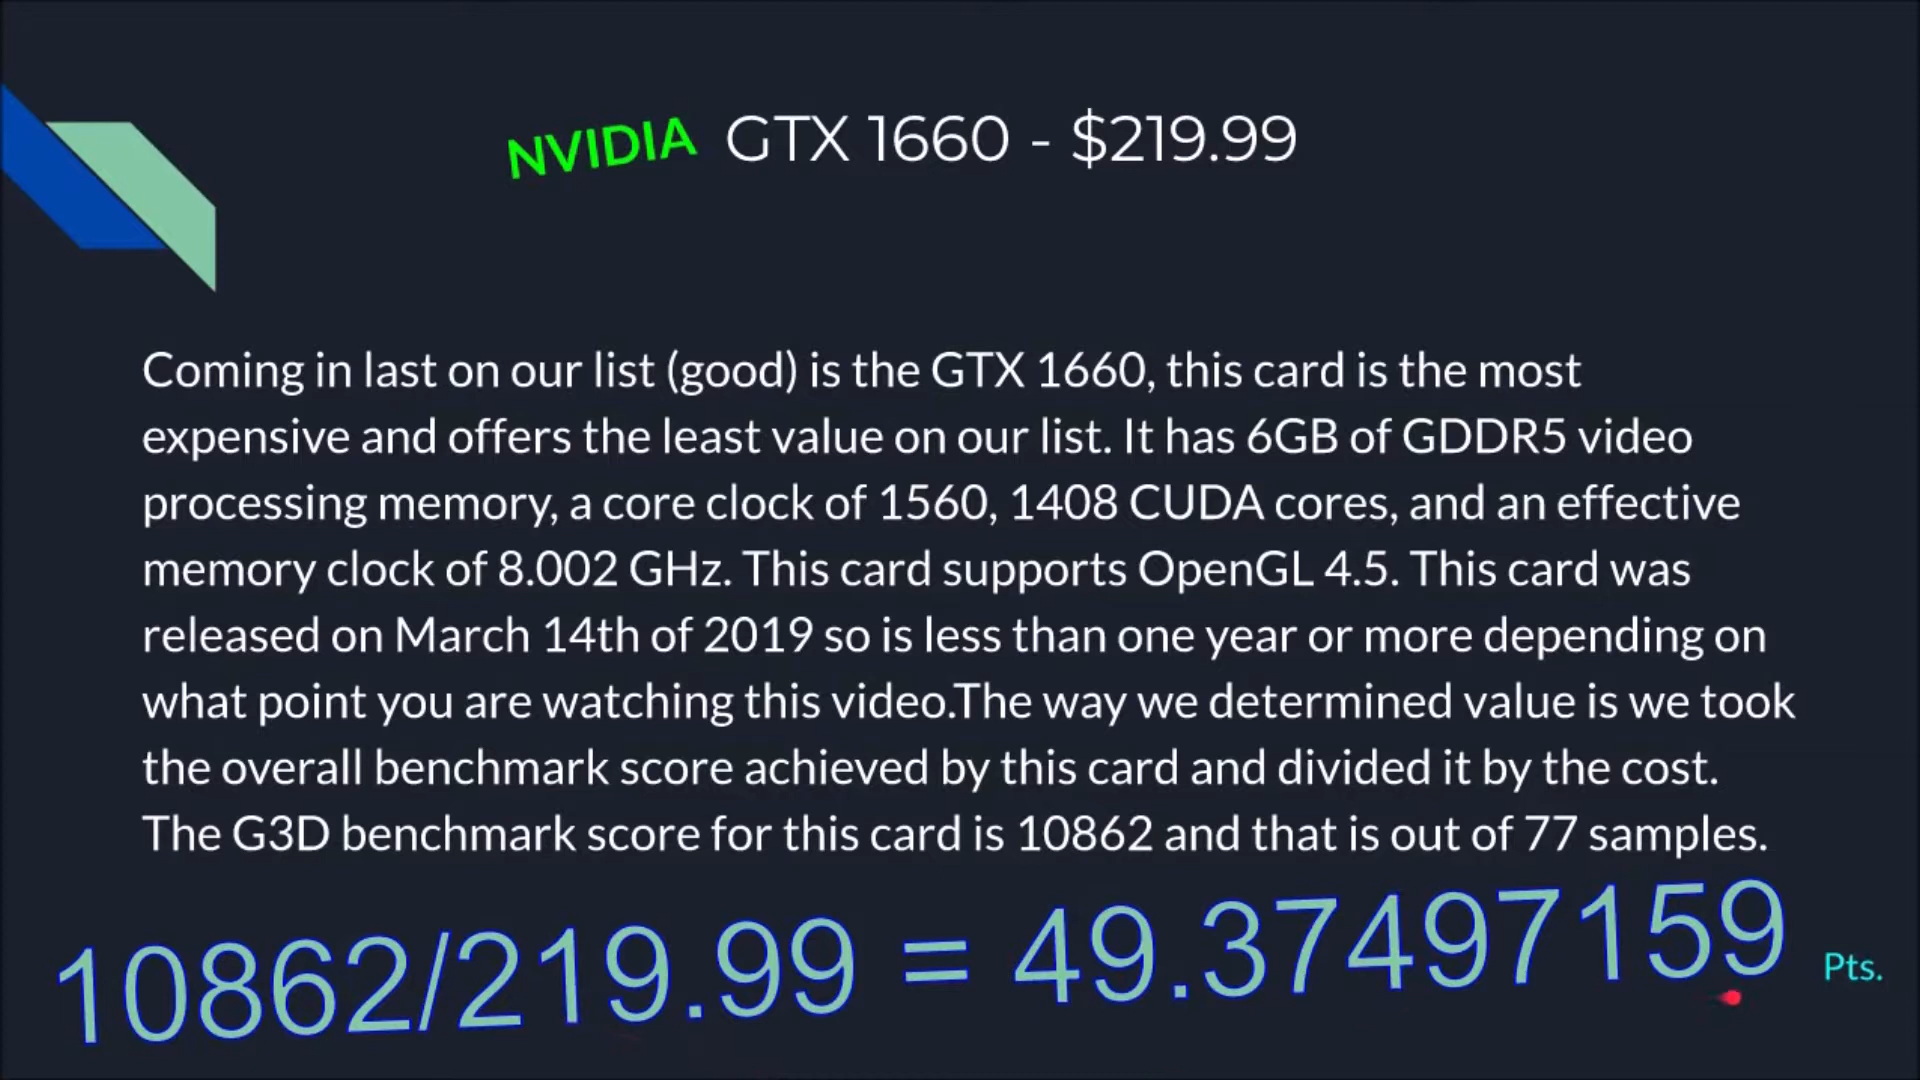 NVIDIA GTX 1660 - $219.99
Coming in last on our list (good) is the GTX 1660, this card is the most
expensive and offers the least value on our list. It has 6GB of GDDR5 video
processing memory, a core clock of 1560, 1408 CUDA cores, and an effective
memory clock of 8.002 GHz. This card supports OpenGL 4.5. This card was
released on March 14th of 2019 so is less than one year or more depending on
what point you are watching this video.The way we determined value is we took
the overall benchmark score achieved by this card and divided it by the cost.
The G3D benchmark score for this card is 10862 and that is out of 77 samples.
10862/219.99 = 49.37497159 Pts.